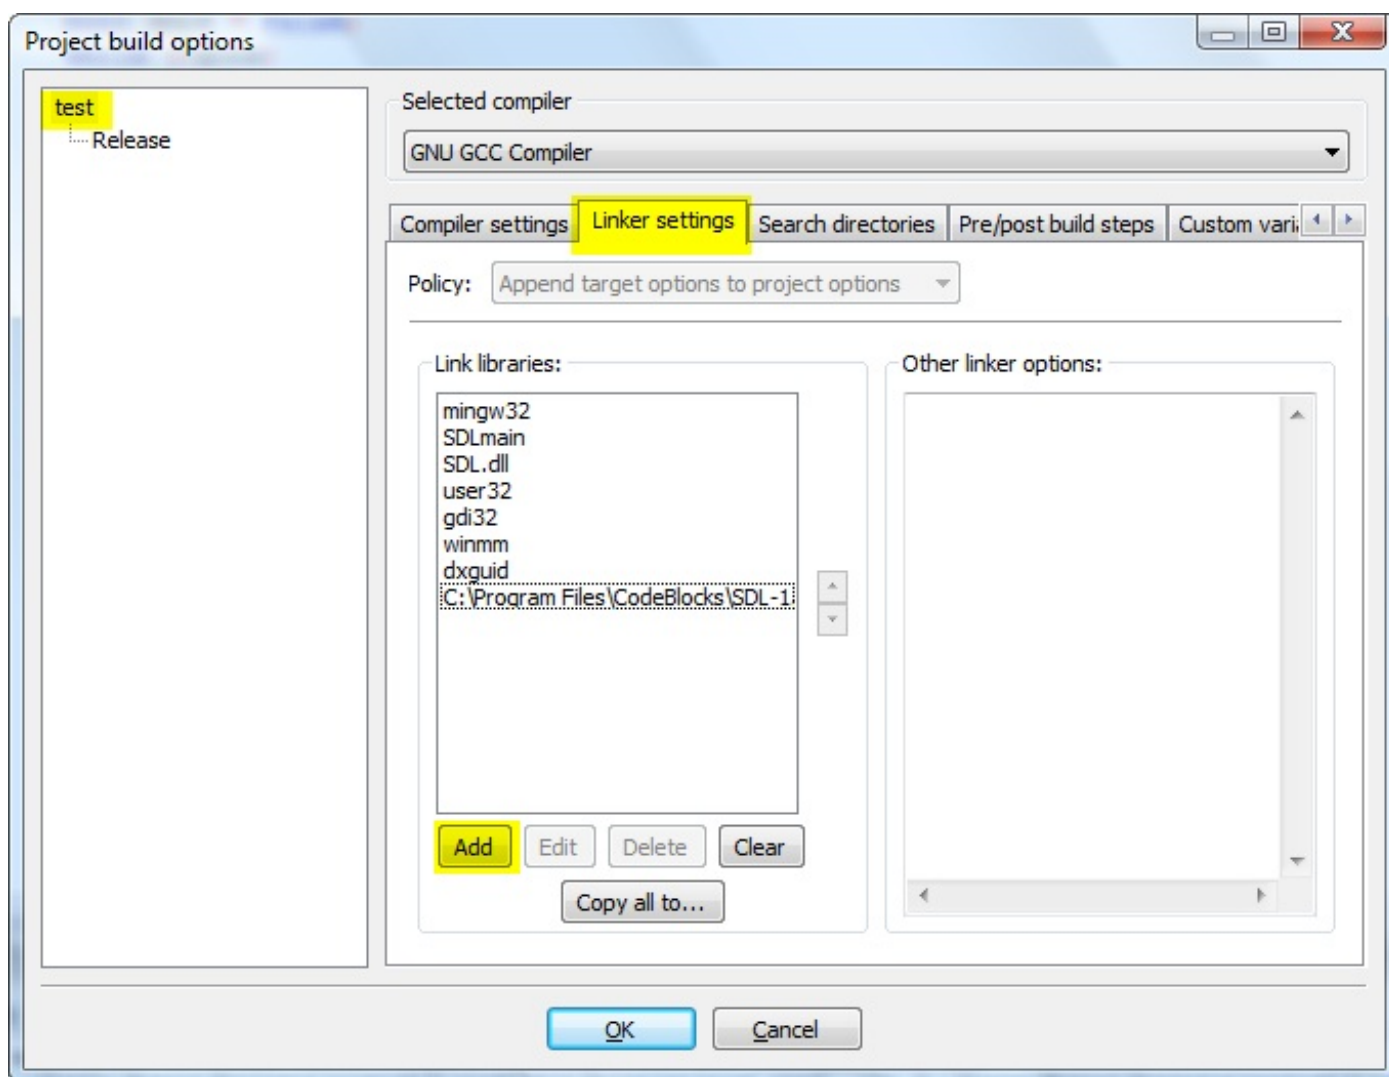 Project build options
test
Release
Selected compiler
GNU GCC Compiler
Compiler settings Linker settings Search directories Pre/post build steps Custom vari
Policy: Append target options to project options
Link libraries:
mingw32
SDLmain
SDL.dll
user32
gdi32
winmm
dxguid
C:\Program Files\CodeBlocks\SDL-1
Add Edit Delete Clear
Copy all to...
Other linker options:
OK Cancel